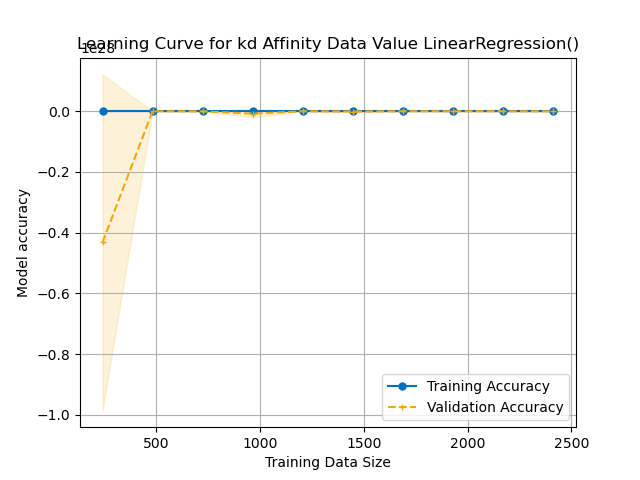 Learning Curve for kd Affinity Data Value LinearRegression()
1e28
0.0
−0.2
−0.4
−0.6
−0.8
−1.0
Model accuracy
Training Accuracy
Validation Accuracy
500
1000
1500
2000
2500
Training Data Size